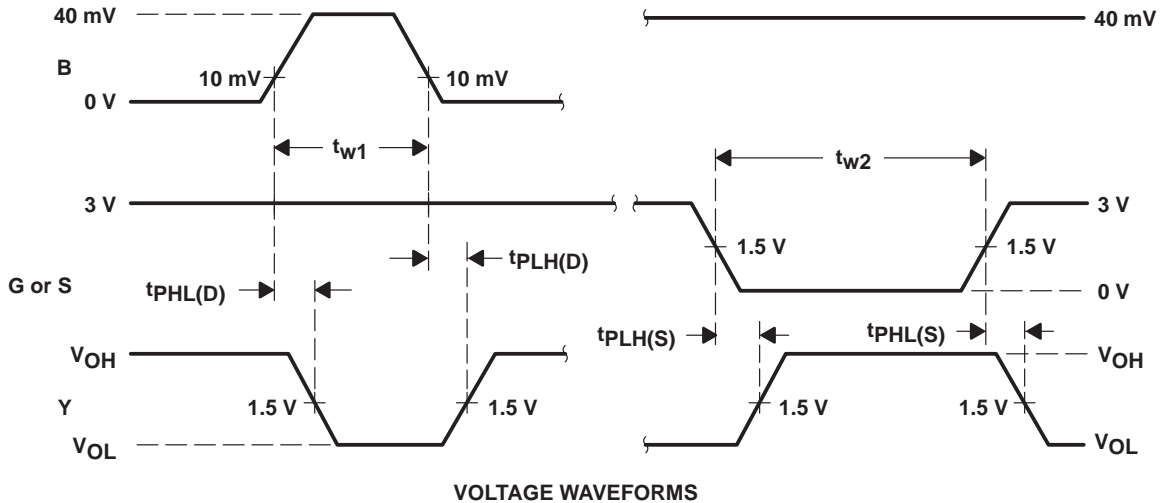 40 mV
40 mV
B
10 mV
10 mV
0 V
tw1
tw2
3 V
3 V
1.5 V
1.5 V
tPLH(D)
G or S
tPHL(D)
0 V
tPLH(S)
tPHL(S)
VOH
VOH
Y
1.5 V
1.5 V
1.5 V
1.5 V
VOL
VOL
VOLTAGE WAVEFORMS